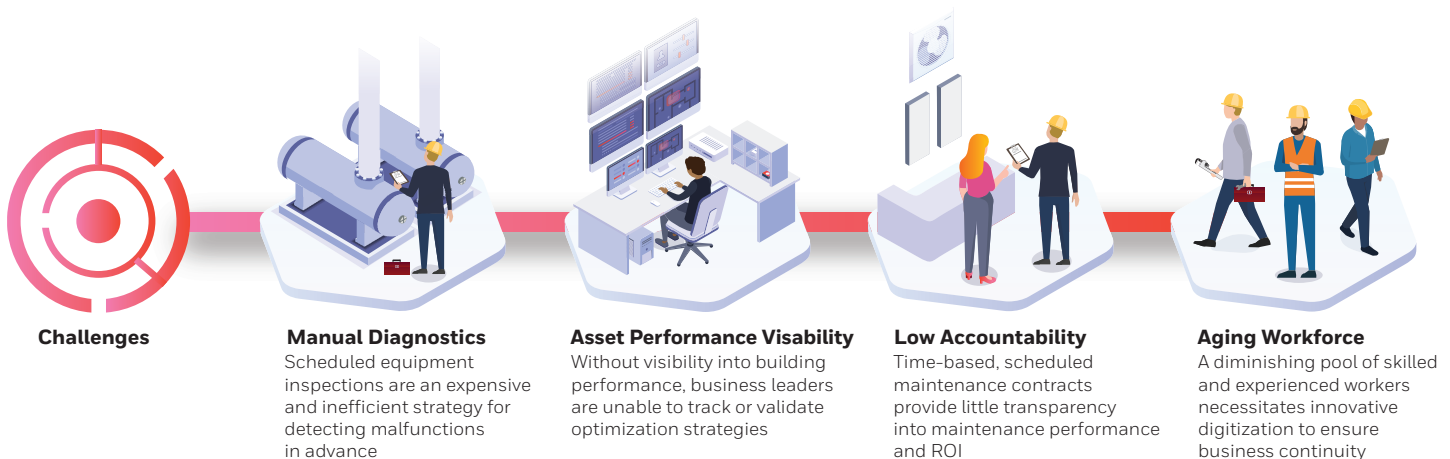 Challenges
Manual Diagnostics
Scheduled equipment
inspections are an expensive
and inefficient strategy for
detecting malfunctions
in advance
Asset Performance Visability
Without visibility into building
performance, business leaders
are unable to track or validate
optimization strategies
Low Accountability
Time-based, scheduled
maintenance contracts
provide little transparency
into maintenance performance
and ROI
Aging Workforce
A diminishing pool of skilled
and experienced workers
necessitates innovative
digitization to ensure
business continuity